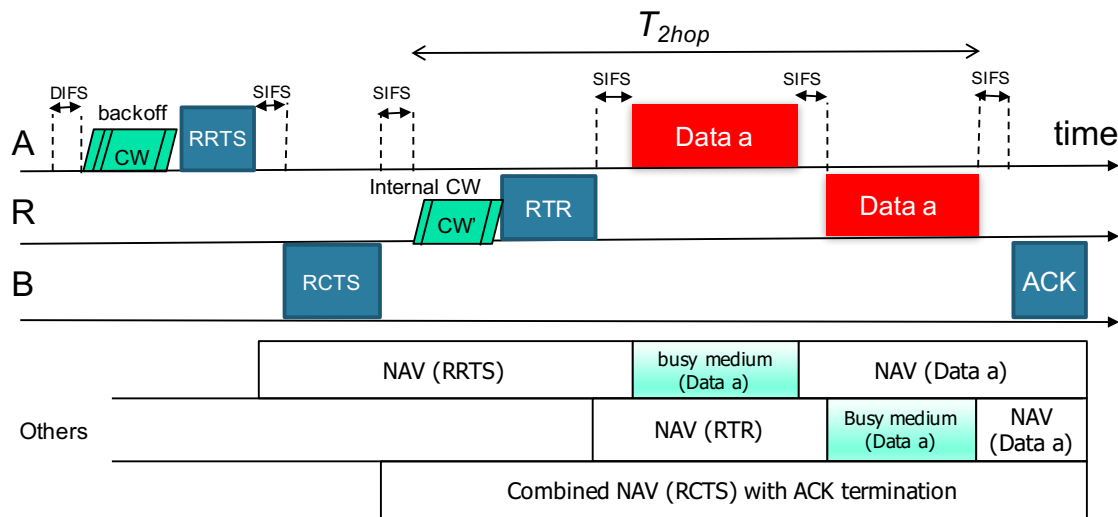 T2hop
DIFS
SIFS
SIFS
SIFS
SIFS
SIFS
backoff
A
CW
RRTS
Data a
time
Internal CW
R
CW'
RTR
Data a
B
RCTS
ACK
NAV (RRTS)
busy medium
(Data a)
NAV (Data a)
Others
NAV (RTR)
Busy medium
(Data a)
NAV
(Data a)
Combined NAV (RCTS) with ACK termination